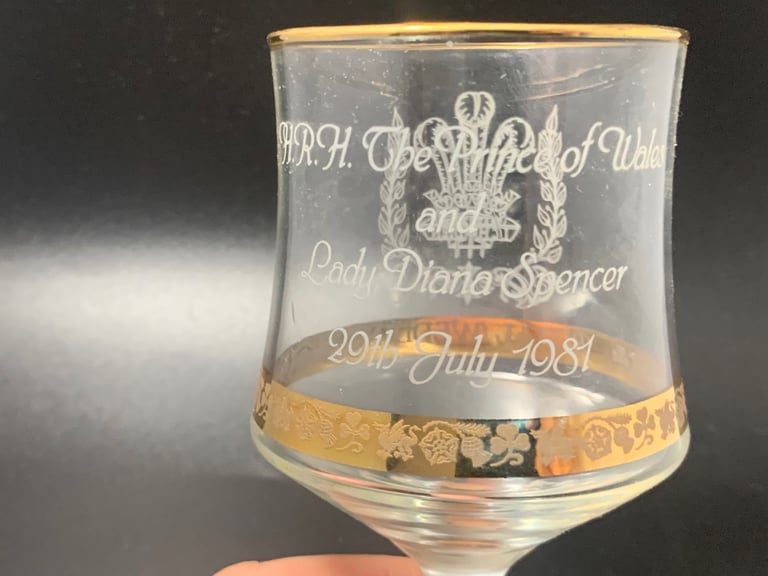 H.R.H. The Prince of Wales
and
Lady Diana Spencer
29th July 1981